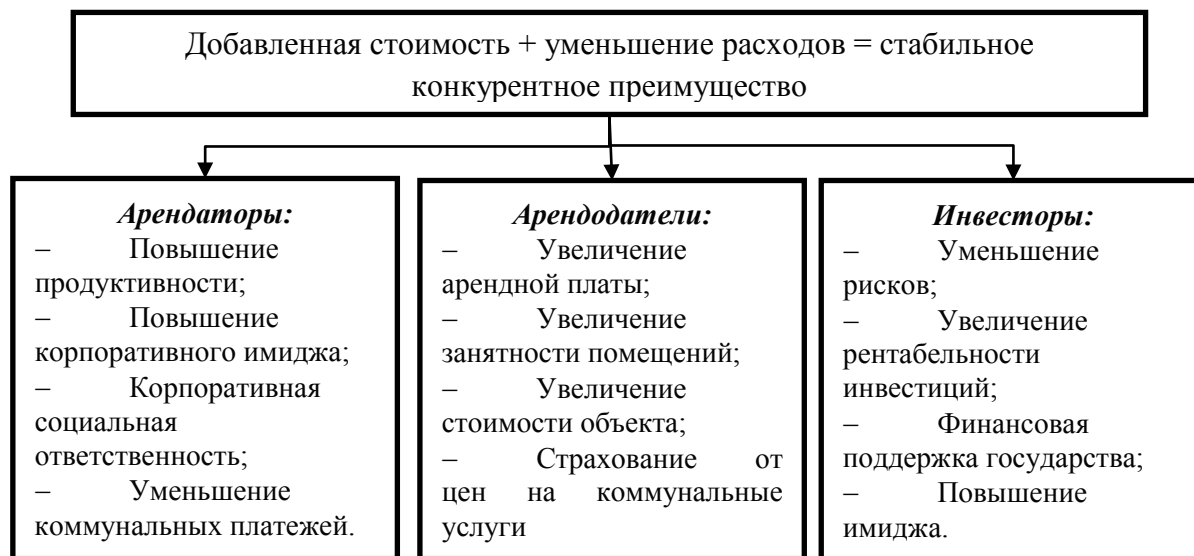 Добавленная стоимость + уменьшение расходов = стабильное
конкурентное преимущество
Арендаторы:
– Повышение
продуктивности;
– Повышение
корпоративного имиджа;
– Корпоративная
социальная
ответственность;
– Уменьшение
коммунальных платежей.
Арендодатели:
– Увеличение
арендной платы;
– Увеличение
занятности помещений;
– Увеличение
стоимости объекта;
– Страхование от
цен на коммунальные
услуги
Инвесторы:
– Уменьшение
рисков;
– Увеличение
рентабельности
инвестиций;
– Финансовая
поддержка государства;
– Повышение
имиджа.